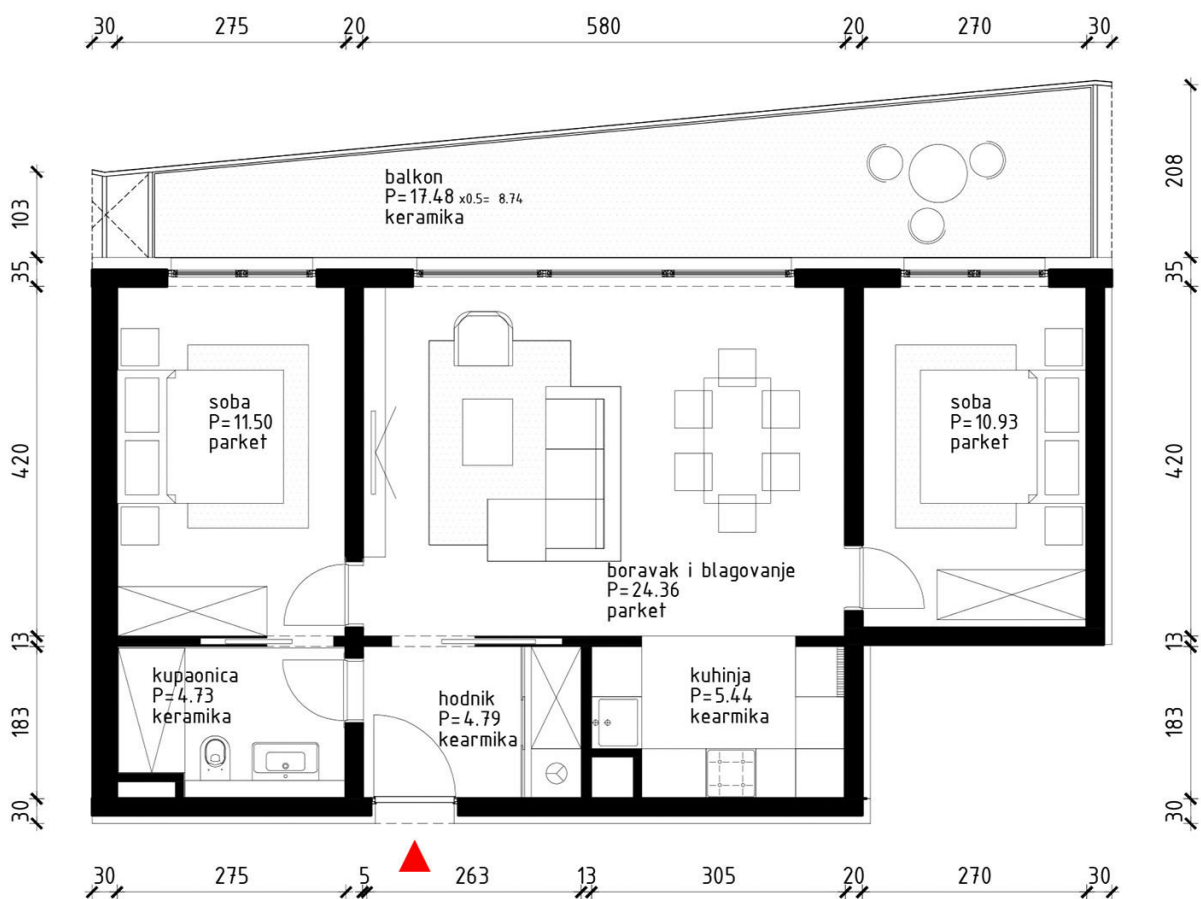 30 275 20 580 20 270 30
balkon
P=17.48 x0.5= 8.74
keramika
103
35
420
13
183
30
208
35
420
13
183
30
soba
P=11.50
parket
soba
P=10.93
parket
boravak i blagovanje
P=24.36
parket
kupaonica
P=4.73
keramika
hodnik
P=4.79
kearmika
kuhinja
P=5.44
kearmika
30 275 5 263 13 305 20 270 30